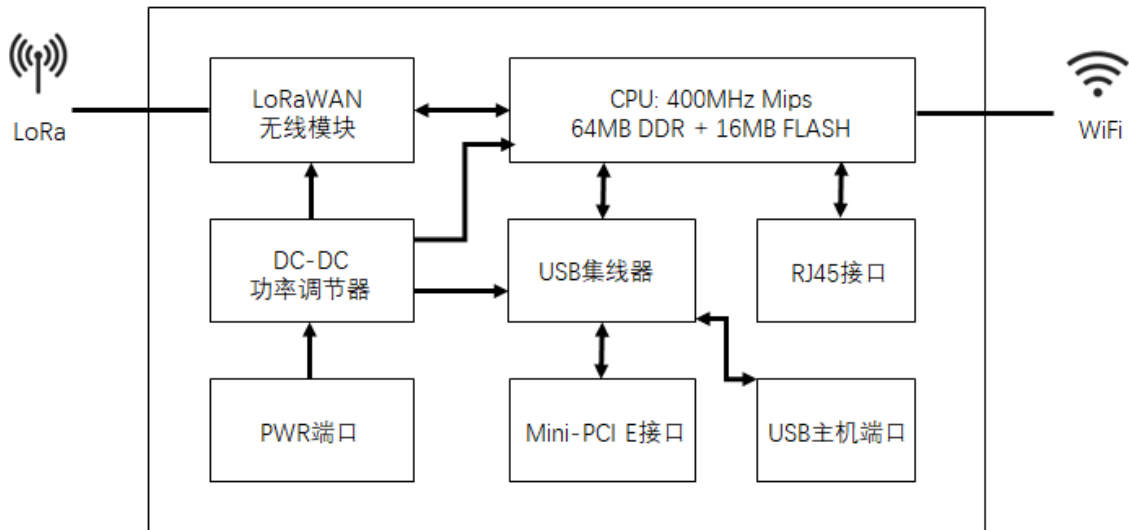 LoRa
LoRaWAN
无线模块
CPU: 400MHz Mips
64MB DDR + 16MB FLASH
WiFi
DC-DC
功率调节器
USB集线器
RJ45接口
PWR端口
Mini-PCI E接口
USB主机端口